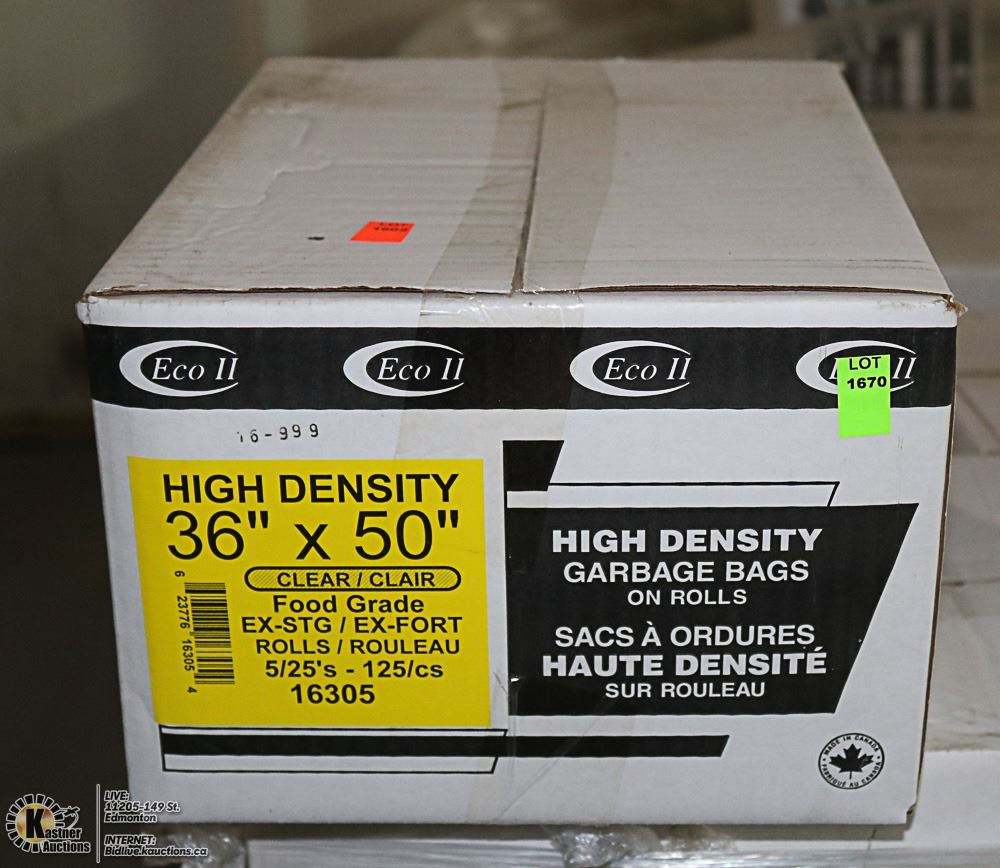 LOT
Eco II
Eco II
Eco II
II
LOT
1670
16-999
HIGH DENSITY
36" x 50"
CLEAR / CLAIR
Food Grade
EX-STG / EX-FORT
ROLLS / ROULEAU
5/25's - 125/cs
16305
6 23776 16305 4
HIGH DENSITY
GARBAGE BAGS
ON ROLLS
SACS À ORDURES
HAUTE DENSITÉ
SUR ROULEAU
MADE IN CANADA
FABRIQUÉ AU CANADA
Kastner
Auctions
LIVE:
11205-149 St.
Edmonton
INTERNET:
Bidlive.kauctions.ca